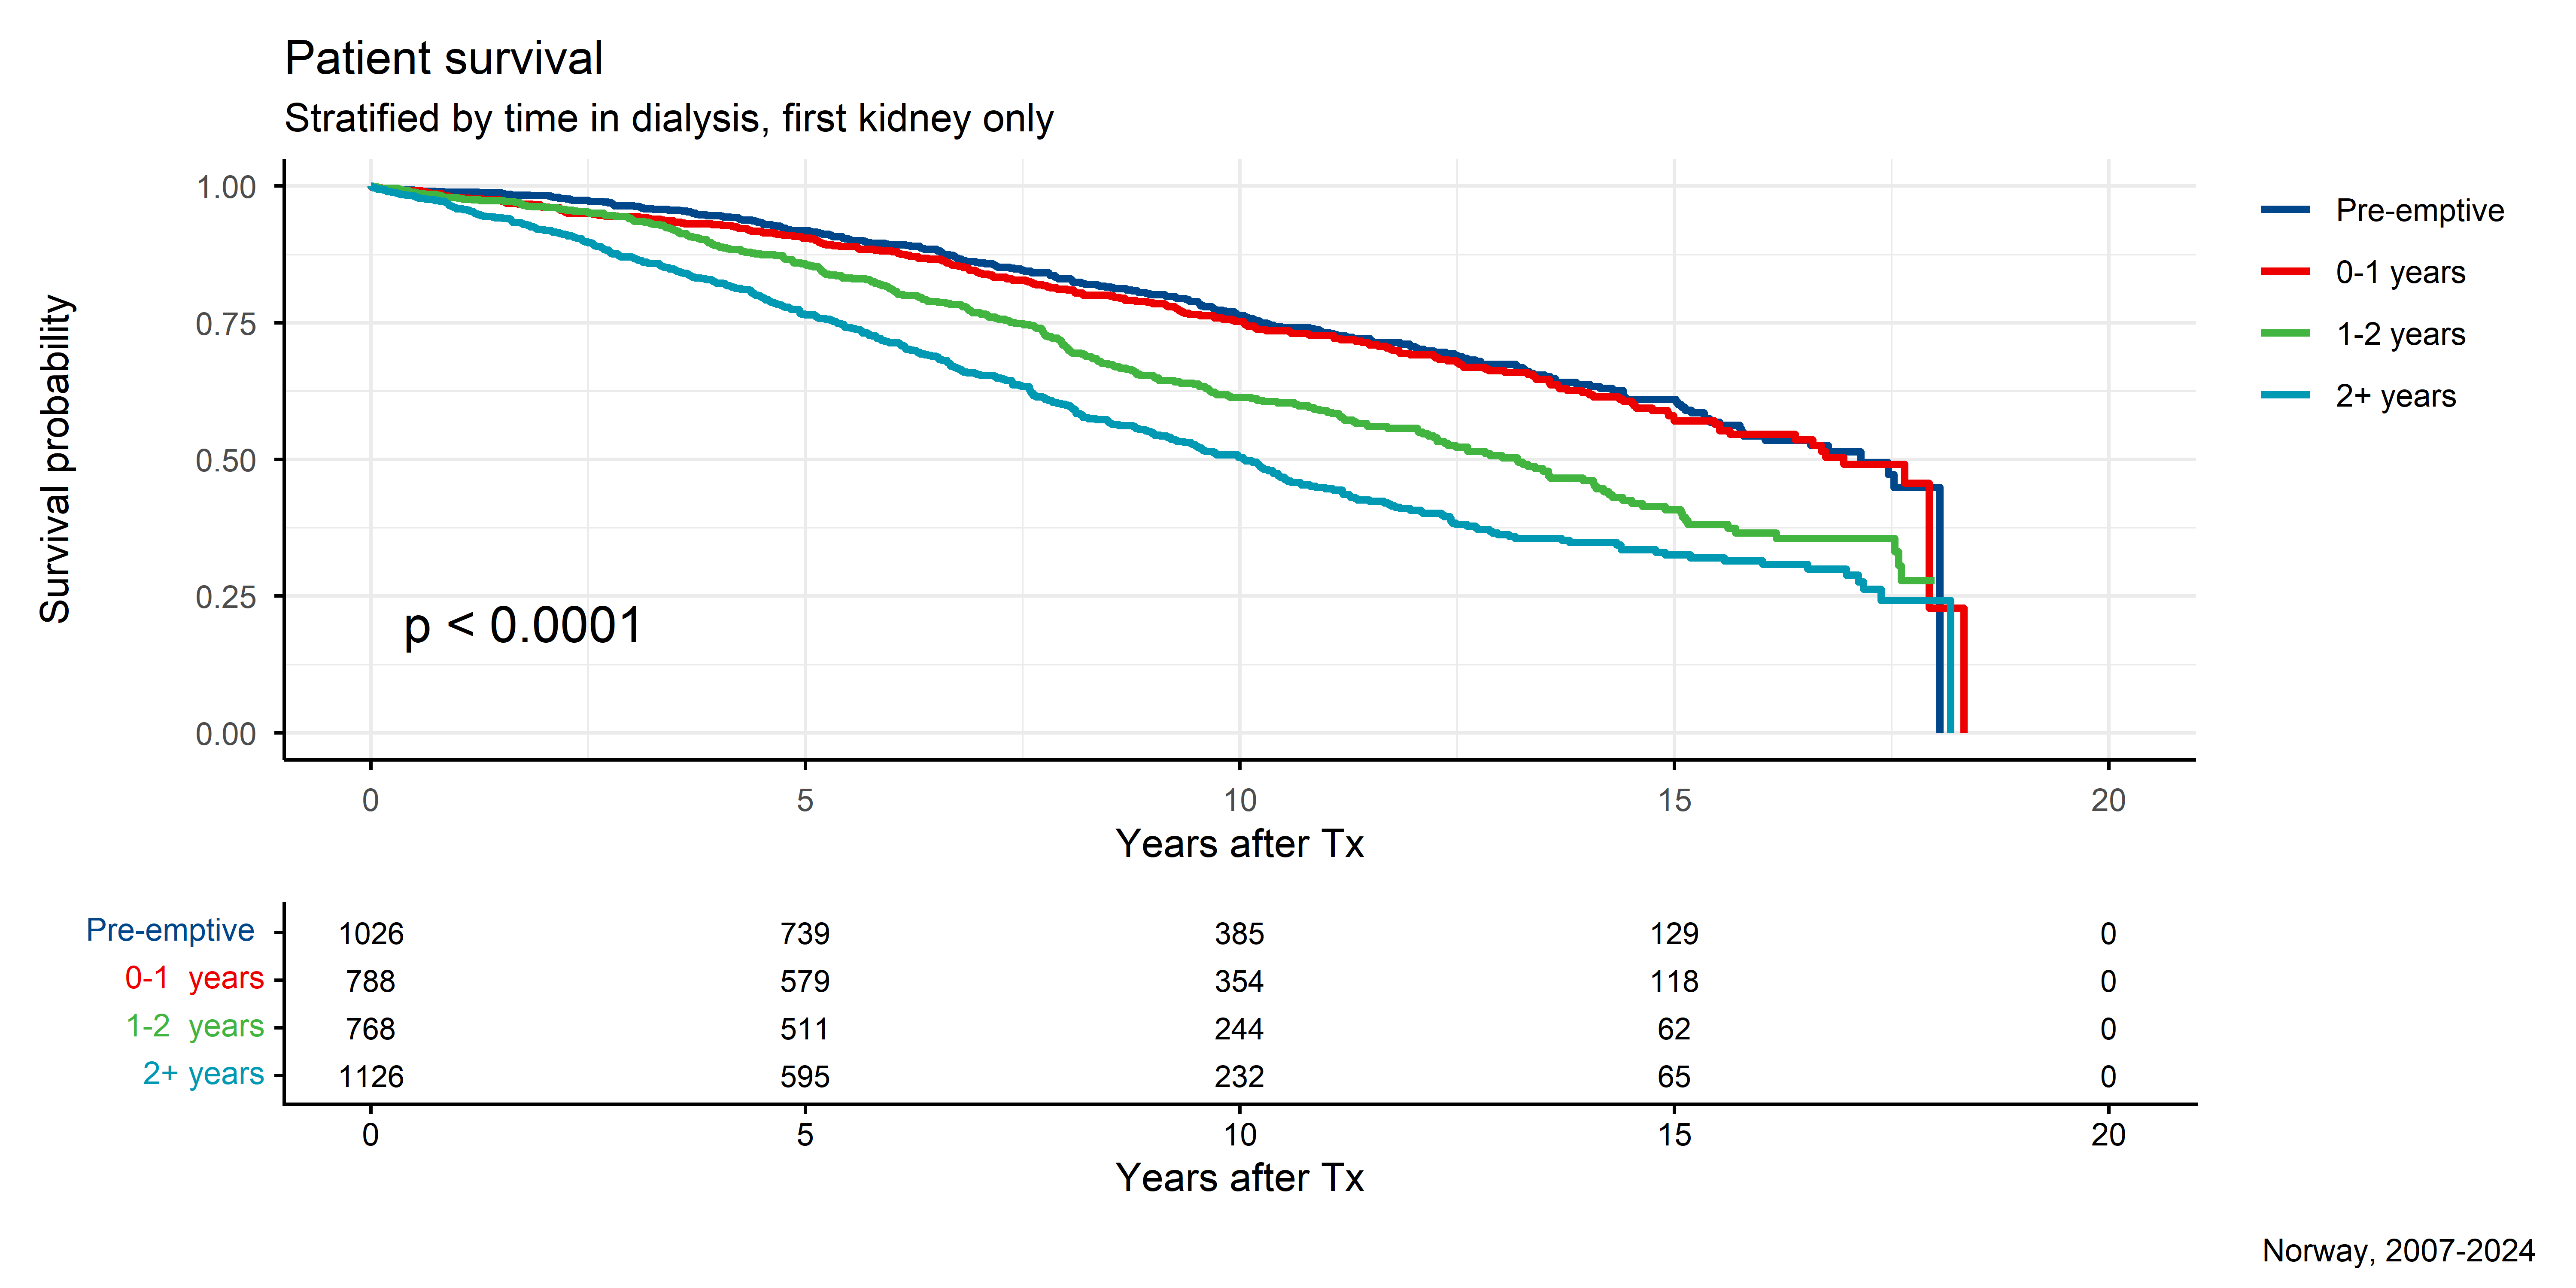 Patient survival
Stratified by time in dialysis, first kidney only
1.00
0.75
0.50
0.25
0.00
Survival probability
p < 0.0001
Pre-emptive
0-1 years
1-2 years
2+ years
0 5 10 15 20
Years after Tx
Pre-emptive 1026 739 385 129 0
0-1 years 788 579 354 118 0
1-2 years 768 511 244 62 0
2+ years 1126 595 232 65 0
0 5 10 15 20
Years after Tx
Norway, 2007-2024